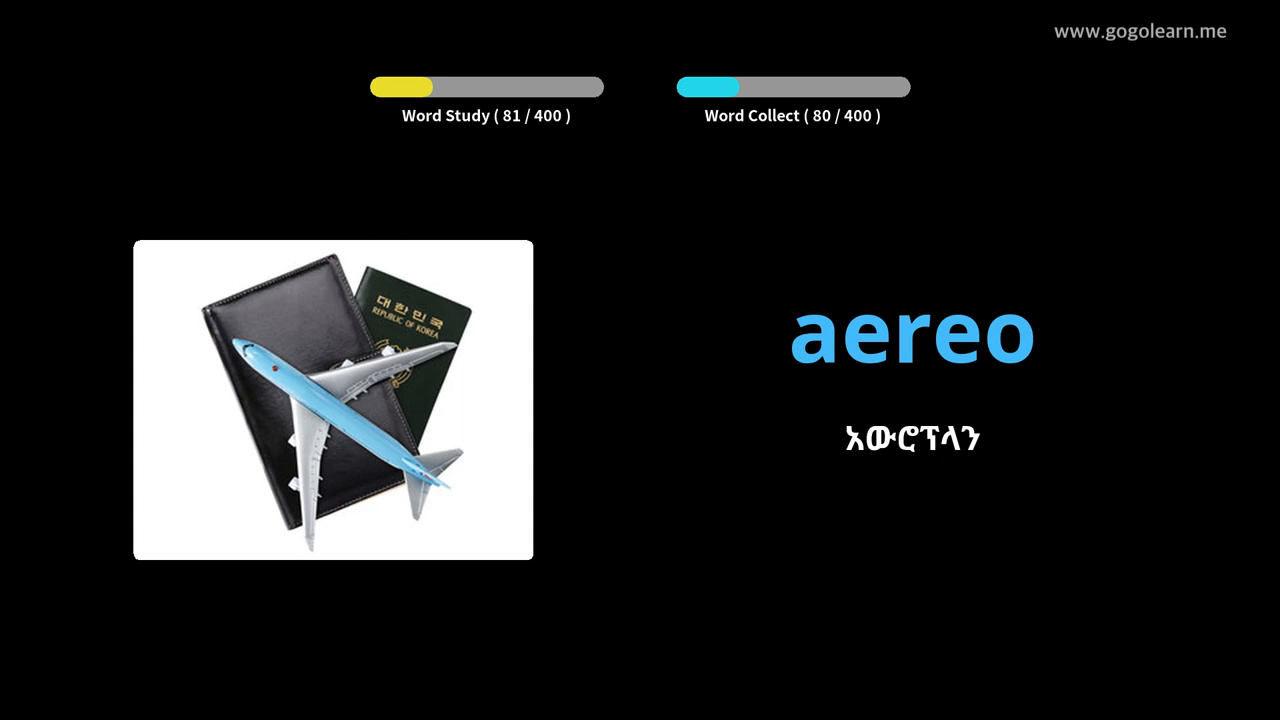 www.gogolearn.me
Word Study ( 81 / 400 )
Word Collect ( 80 / 400 )
대한민국
REPUBLIC OF KOREA
aereo
አውሮፕላን